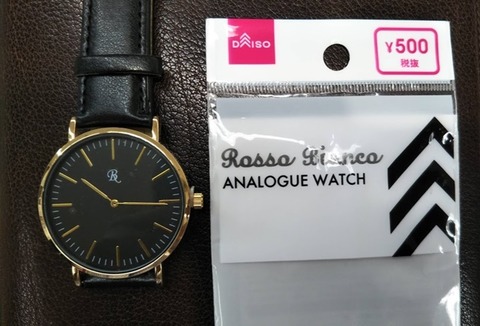 DAISO
¥500
税抜
Rosso Bianco
ANALOGUE WATCH
R